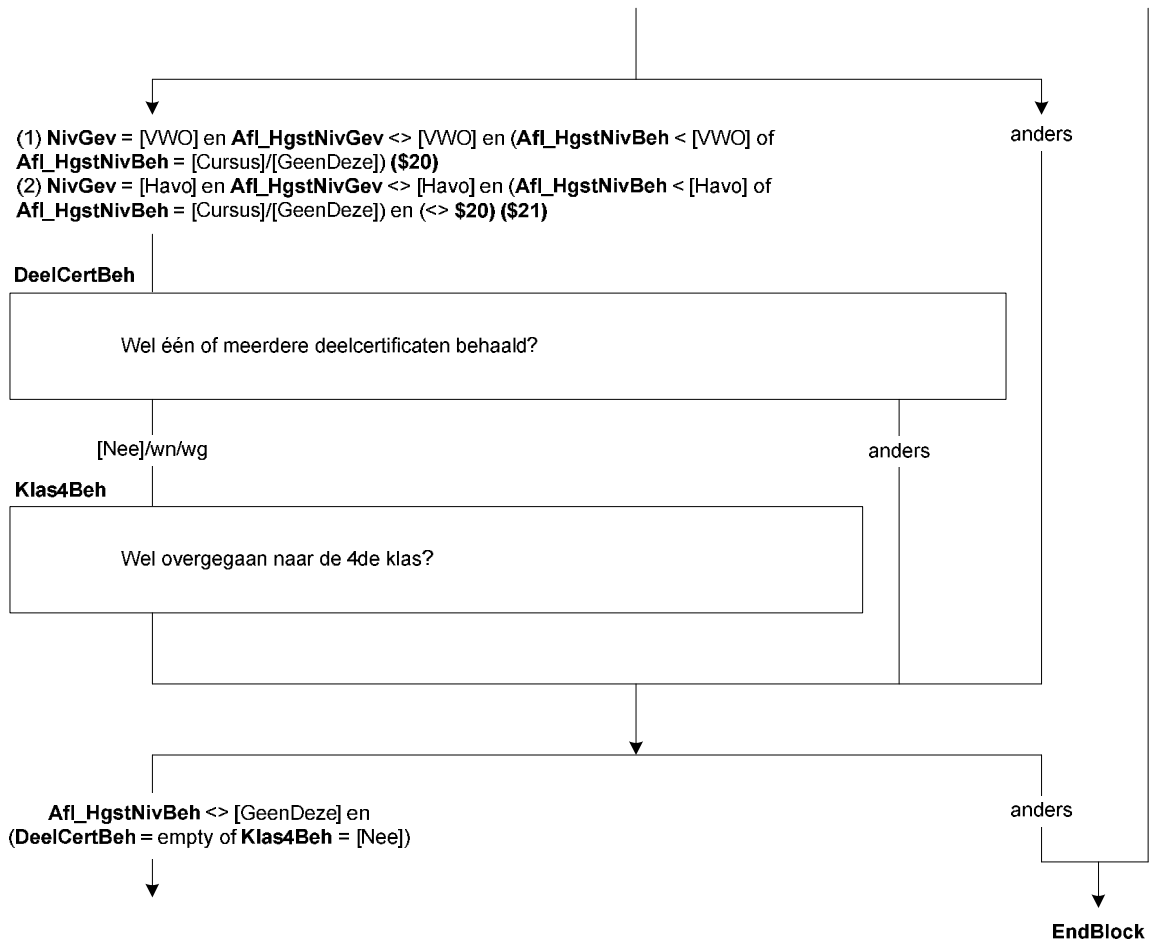 (1) NivGev = [VWO] en Afl_HgstNivGev <> [VWO] en (Afl_HgstNivBeh < [VWO] of
Afl_HgstNivBeh = [Cursus]/[GeenDeze]) ($20)
(2) NivGev = [Havo] en Afl_HgstNivGev <> [Havo] en (Afl_HgstNivBeh < [Havo] of
Afl_HgstNivBeh = [Cursus]/[GeenDeze]) en (<> $20) ($21)
anders
DeelCertBeh
Wel één of meerdere deelcertificaten behaald?
[Nee]/wn/wg
anders
Klas4Beh
Wel overgegaan naar de 4de klas?
Afl_HgstNivBeh <> [GeenDeze] en
(DeelCertBeh = empty of Klas4Beh = [Nee])
anders
EndBlock